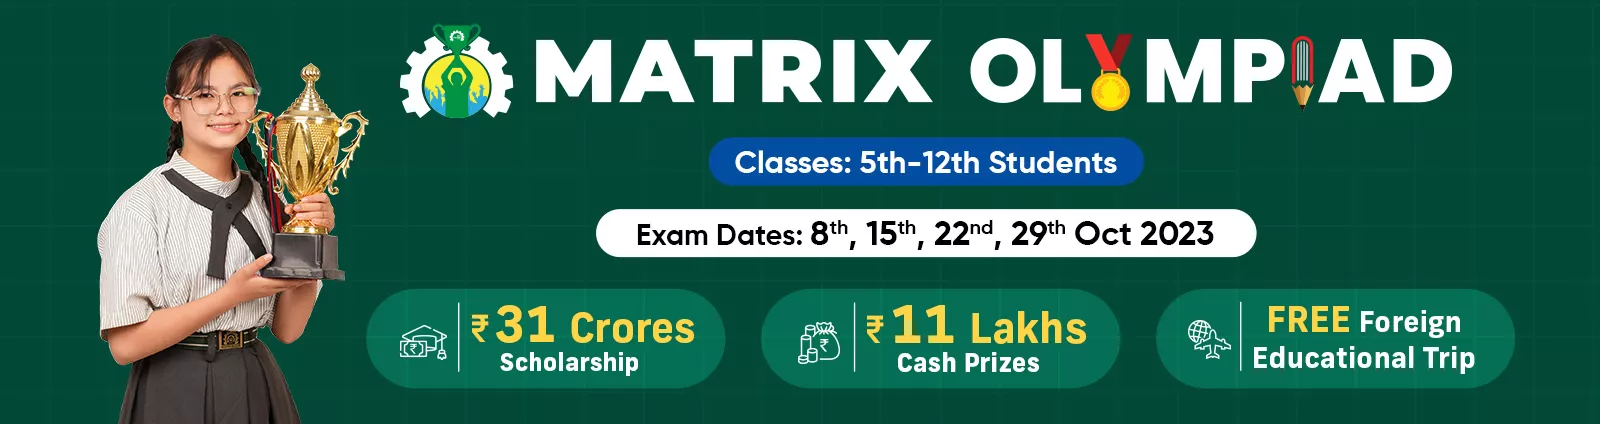 MATRIX OLYMPIAD
Classes: 5th-12th Students
Exam Dates: 8th, 15th, 22nd, 29th Oct 2023
₹ 31 Crores
Scholarship
₹ 11 Lakhs
Cash Prizes
FREE Foreign
Educational Trip